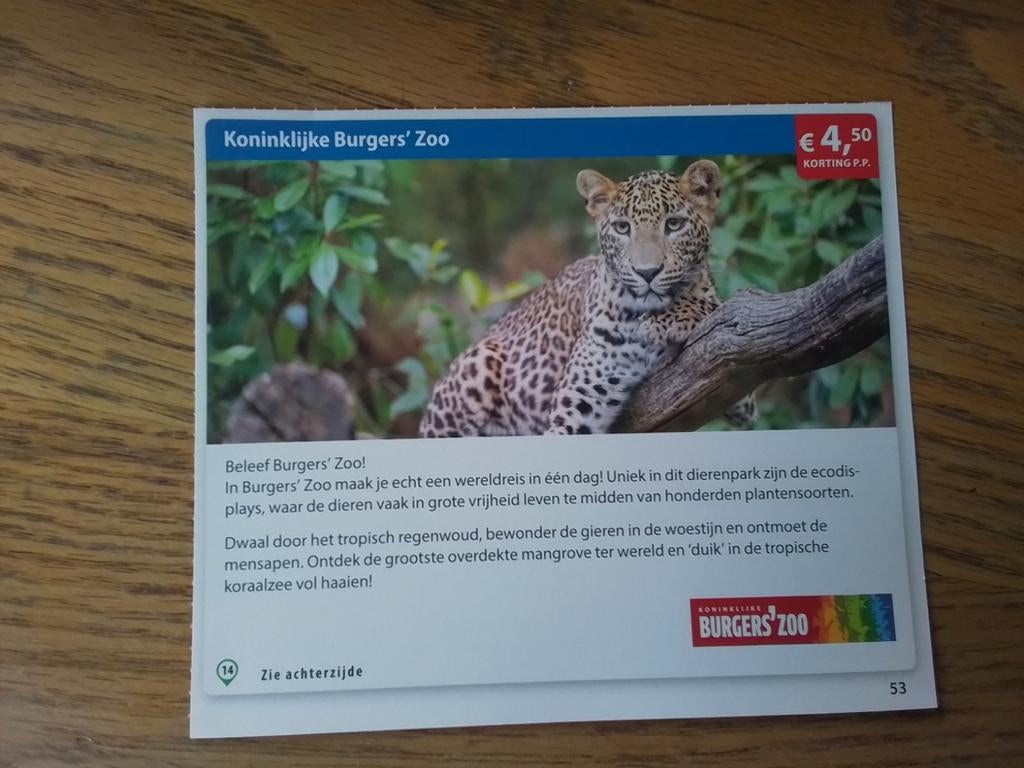 Koninklijke Burgers' Zoo
€ 4,50
KORTING P.P.
Beleef Burgers' Zoo!
In Burgers' Zoo maak je echt een wereldreis in één dag! Uniek in dit dierenpark zijn de ecodis-
plays, waar de dieren vaak in grote vrijheid leven te midden van honderden plantensoorten.
Dwaal door het tropisch regenwoud, bewonder de gieren in de woestijn en ontmoet de
mensapen. Ontdek de grootste overdekte mangrove ter wereld en 'duik' in de tropische
koraalzee vol haaien!
KONINKLIJKE
BURGERS' ZOO
14 Zie achterzijde
53